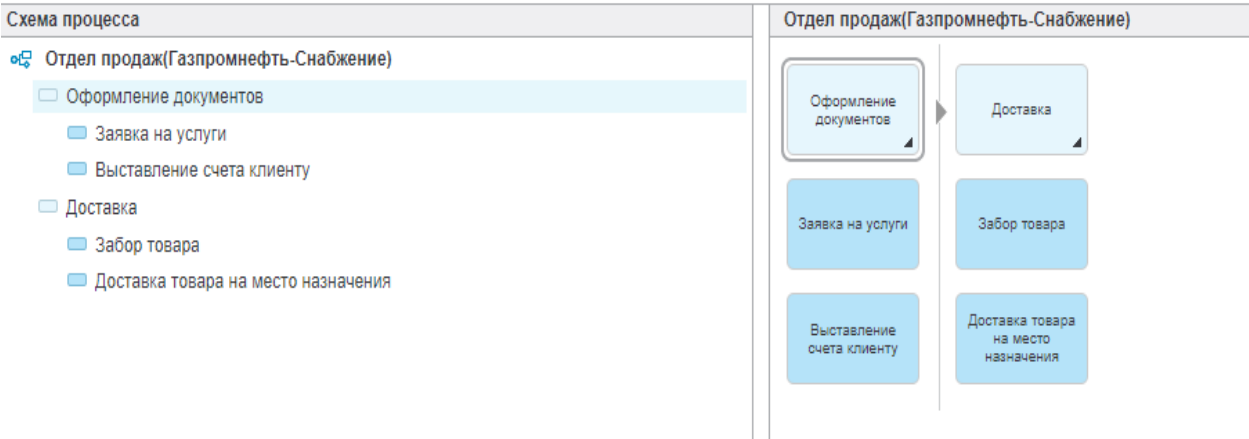 Схема процесса
Отдел продаж(Газпромнефть-Снабжение)
Оформление документов
Заявка на услуги
Выставление счета клиенту
Доставка
Забор товара
Доставка товара на место назначения
Отдел продаж(Газпромнефть-Снабжение)
Оформление
документов
Доставка
Заявка на услуги
Забор товара
Выставление
счета клиенту
Доставка товара
на место
назначения